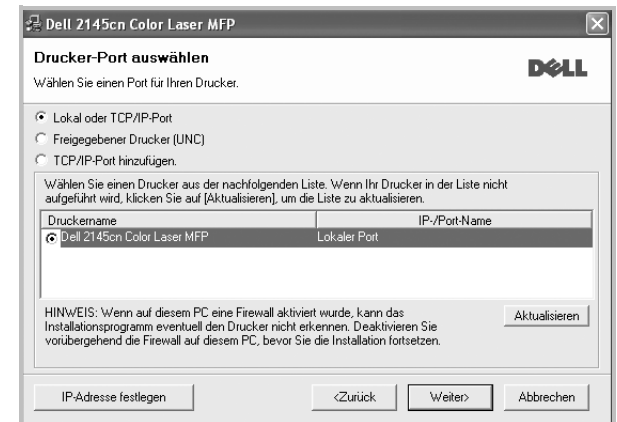 Dell 2145cn Color Laser MFP
Drucker-Port auswählen
DELL
Wählen Sie einen Port für Ihren Drucker.
Lokal oder TCP/IP-Port
Freigegebener Drucker (UNC)
TCP/IP-Port hinzufügen.
Wählen Sie einen Drucker aus der nachfolgenden Liste. Wenn Ihr Drucker in der Liste nicht
aufgeführt wird, klicken Sie auf [Aktualisieren], um die Liste zu aktualisieren.
Druckername IP-/Port-Name
Dell 2145cn Color Laser MFP Lokaler Port
HINWEIS: Wenn auf diesem PC eine Firewall aktiviert wurde, kann das
Installationsprogramm eventuell den Drucker nicht erkennen. Deaktivieren Sie
vorübergehend die Firewall auf diesem PC, bevor Sie die Installation fortsetzen.
Aktualisieren
IP-Adresse festlegen <Zurück Weiter> Abbrechen